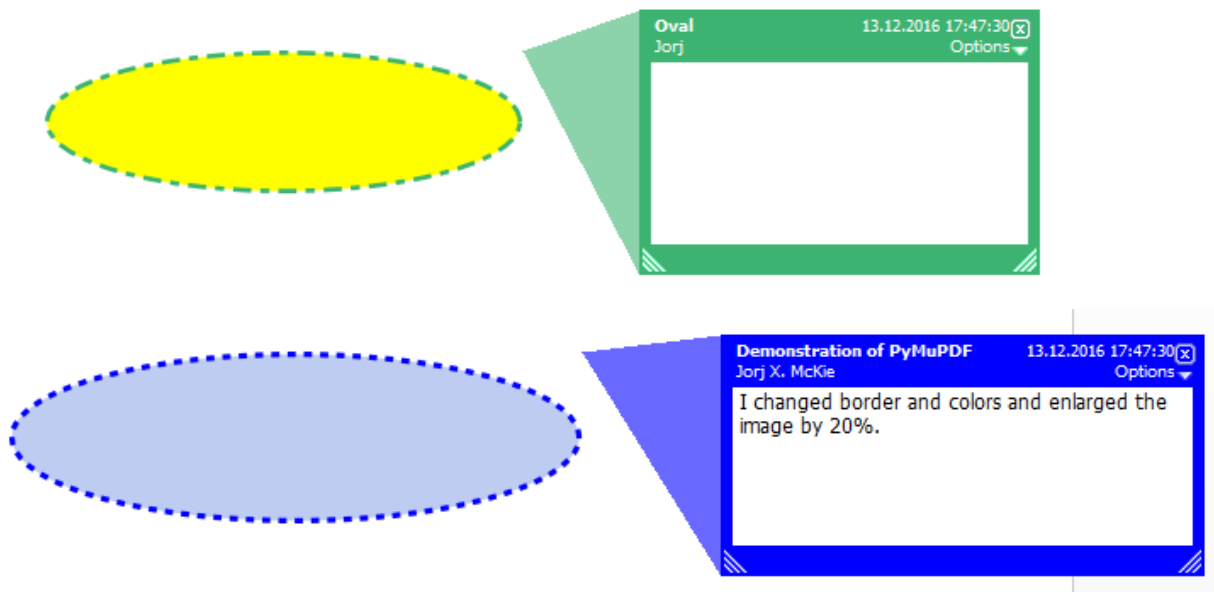 Oval 13.12.2016 17:47:30
Jorj Options
Demonstration of PyMuPDF 13.12.2016 17:47:30
Jorj X. McKie Options
I changed border and colors and enlarged the
image by 20%.